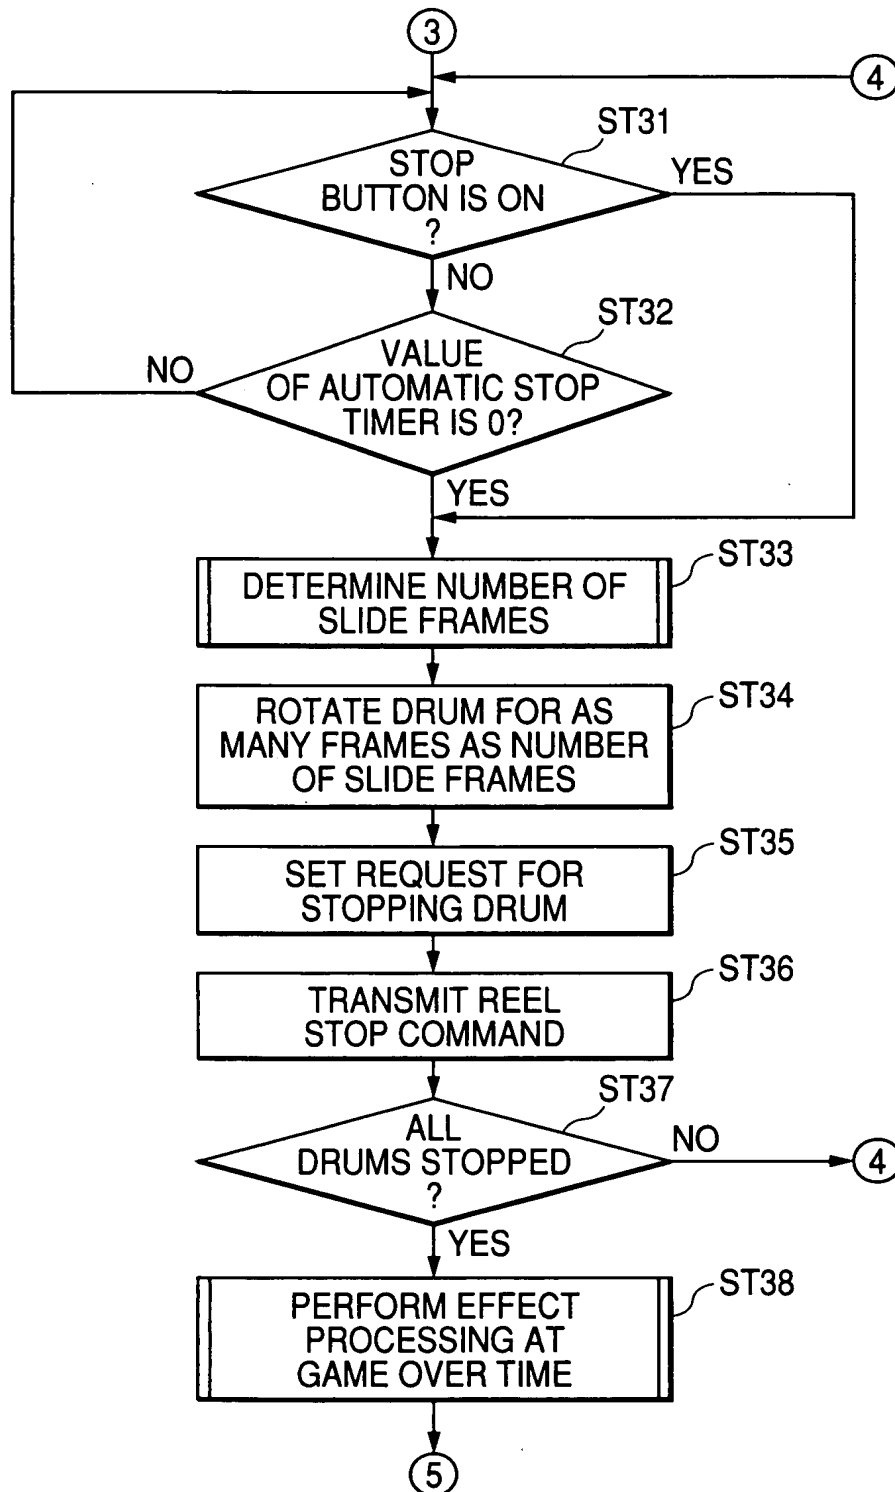 3
4
ST31
STOP
BUTTON IS ON
?
YES
NO
ST32
VALUE
OF AUTOMATIC STOP
TIMER IS 0?
NO
YES
ST33
DETERMINE NUMBER OF
SLIDE FRAMES
ST34
ROTATE DRUM FOR AS
MANY FRAMES AS NUMBER
OF SLIDE FRAMES
ST35
SET REQUEST FOR
STOPPING DRUM
ST36
TRANSMIT REEL
STOP COMMAND
ST37
ALL
DRUMS STOPPED
?
NO
4
YES
ST38
PERFORM EFFECT
PROCESSING AT
GAME OVER TIME
5